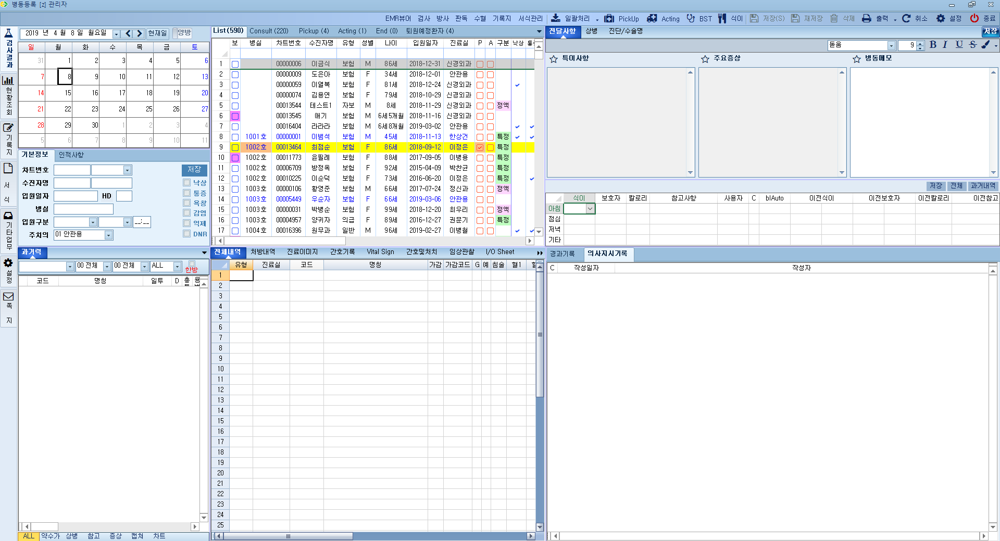 병동등록 [z] 관리자
EMR뷰어 검사 방사 판독 수혈 기록지 서식관리 일괄처리 PickUp Acting BST 식이 저장(S) 재저장 삭제 출력 취소 설정 종료
검사결과
현황조회
기록지
서식
기타업무
설정
쪽지
2019 년 4 월 8 일 월요일 현재일 양방
일 월 화 수 목 금 토
31 1 2 3 4 5 6
7 8 9 10 11 12 13
14 15 16 17 18 19 20
21 22 23 24 25 26 27
28 29 30 1 2 3 4
5 6 7 8 9 10 11
기본정보 인적사항
차트번호 저장
수진자명 낙상
입원일자 HD 통증
병실 욕창
입원구분 __:__ 감염
억제
주치의 01 안관용 DNR
과거력
00 전체 00 전체 ALL 한방
코드 명칭 일투 D 총 용
ALL 약수가 상병 참고 증상 캡쳐 차트
List(590) Consult (220) Pickup (4) Acting (1) End (0) 퇴원예정환자 (4)
보 병실 차트번호 수진자명 유형 성별 나이 입원일자 진료실 P A 구분 낙상
1 00000006 이금식 보험 M 86세 2018-12-31 신경외과
2 00000009 도은아 보험 F 34세 2018-12-01 안관용
3 00000059 이열복 보험 F 81세 2018-12-24 신경외과
4 00000074 김용연 보험 F 79세 2018-10-29 신경외과
5 00013544 테스트1 자보 M 8세 2018-11-29 신경외과 정액
6 00013545 애기 보험 M 6세5개월 2018-11-16 신경외과
7 00016404 라라라 보험 M 6세8개월 2019-03-02 안관용
8 1001호 00000001 이범석 보험 M 45세 2018-11-13 한상건 특정
9 1002호 00013464 최점순 보험 F 86세 2018-09-12 이정은 특정
10 1002호 00011773 윤필례 보험 F 88세 2017-09-05 이병용 특정
11 1002호 00006709 방정옥 보험 F 92세 2015-04-09 박찬균 특정
12 1002호 00010225 이순덕 보험 F 73세 2016-06-20 이정은 특정
13 1003호 00000106 황영준 보험 M 66세 2017-07-24 정신과 정액
14 1003호 00005449 우순자 보험 F 66세 2019-03-06 안관용
15 1003호 00000031 박병순 보험 F 99세 2018-12-20 최우리 정액
16 1003호 00004957 양귀자 의급 F 89세 2016-12-27 권문기 특정
17 1004호 00016396 원무과 일반 M 96세 2019-02-27 이병철
전체내역 처방내역 진료이미지 간호기록 Vital Sign 간호및처치 임상관찰 I/O Sheet
유형 진료실 코드 명칭 가감 가감코드 G 예 침술 혈1
1
2
3
4
5
6
7
8
9
10
11
12
13
14
15
16
17
18
19
20
21
22
23
24
25
전달사항 상병 진단/수술명 저장
돋움 9 B I U S
특이사항 주요증상 병동메모
저장 전체 과거내역
식이 보호자 칼로리 참고사항 사용자 C blAuto 이전식이 이전보호자 이전칼로리 이전참고
아침
점심
저녁
기타
경과기록 의사지시기록
C 작성일자 작성자